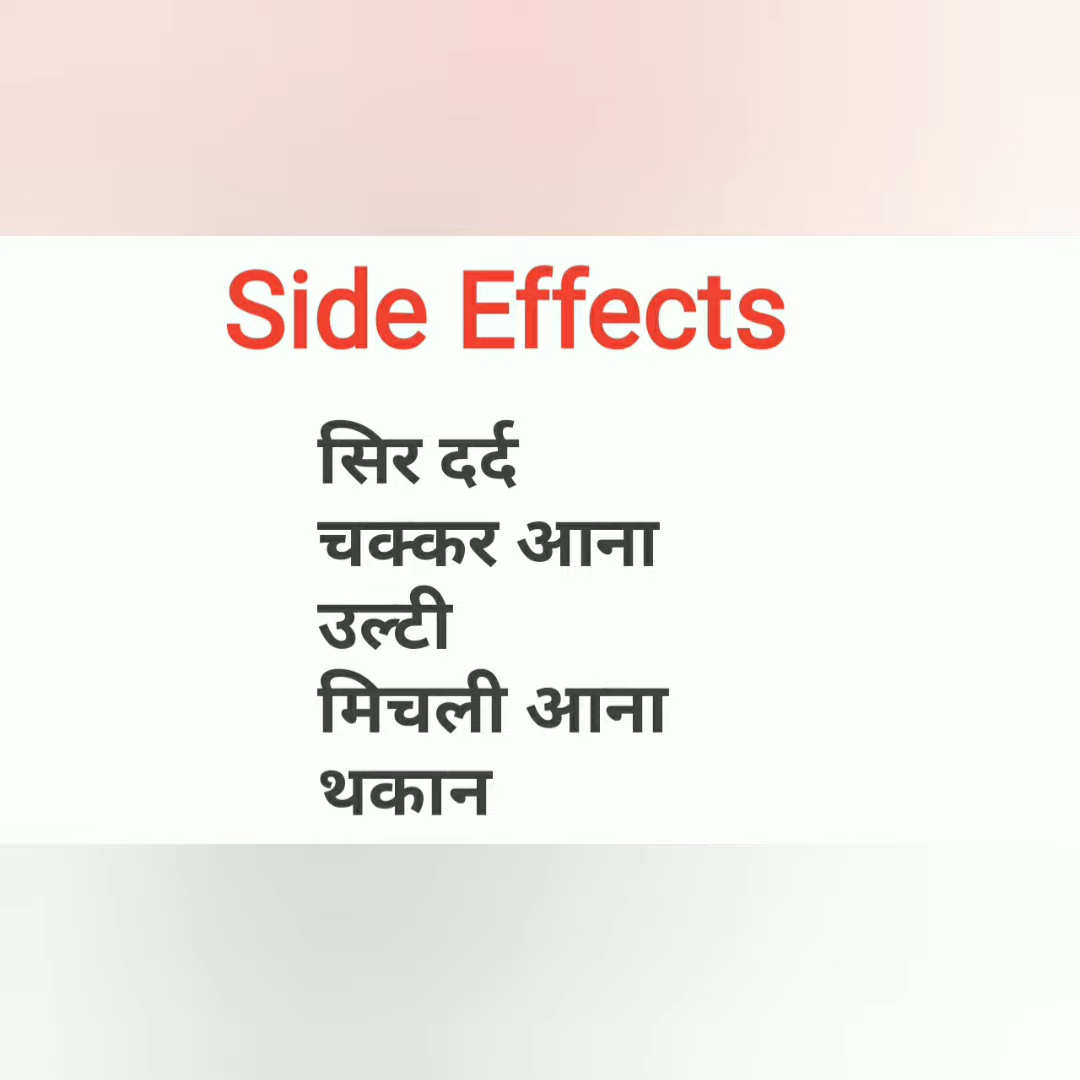 Side Effects
सिर दर्द
चक्कर आना
उल्टी
मिचली आना
थकान